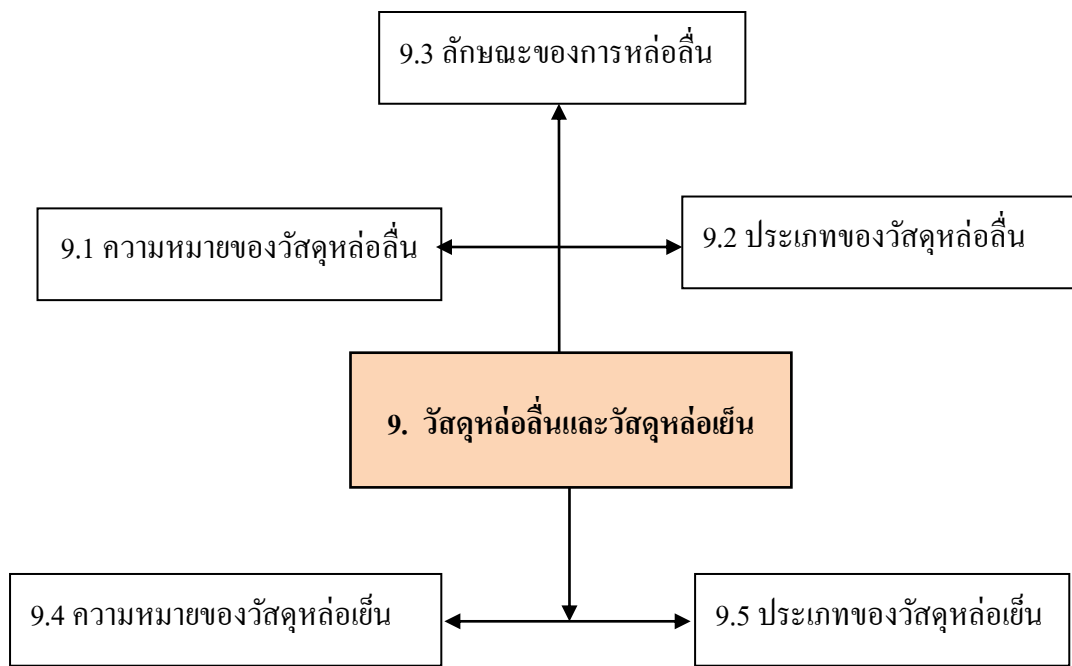 9.3 ลักษณะของการหล่อลื่น
9.1 ความหมายของวัสดุหล่อลื่น
9.2 ประเภทของวัสดุหล่อลื่น
9. วัสดุหล่อลื่นและวัสดุหล่อเย็น
9.4 ความหมายของวัสดุหล่อเย็น
9.5 ประเภทของวัสดุหล่อเย็น